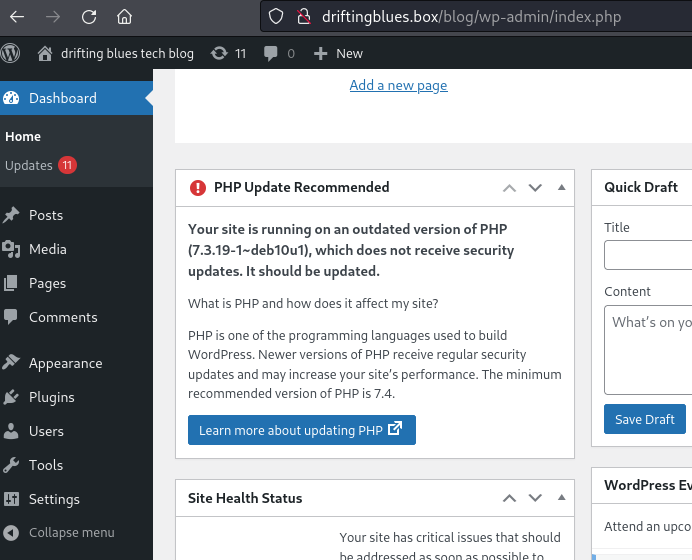 driftingblues.box/blog/wp-admin/index.php
drifting blues tech blog 11 0 New
Dashboard
Home
Updates 11
Posts
Media
Pages
Comments
Appearance
Plugins
Users
Tools
Settings
Collapse menu
Add a new page
PHP Update Recommended
Your site is running on an outdated version of PHP
(7.3.19-1~deb10u1), which does not receive security
updates. It should be updated.
What is PHP and how does it affect my site?
PHP is one of the programming languages used to build
WordPress. Newer versions of PHP receive regular security
updates and may increase your site's performance. The minimum
recommended version of PHP is 7.4.
Learn more about updating PHP
Site Health Status
Your site has critical issues that should
be addressed as soon as possible to
Quick Draft
Title
Content
What's on yo
Save Draft
WordPress Ev
Attend an upco